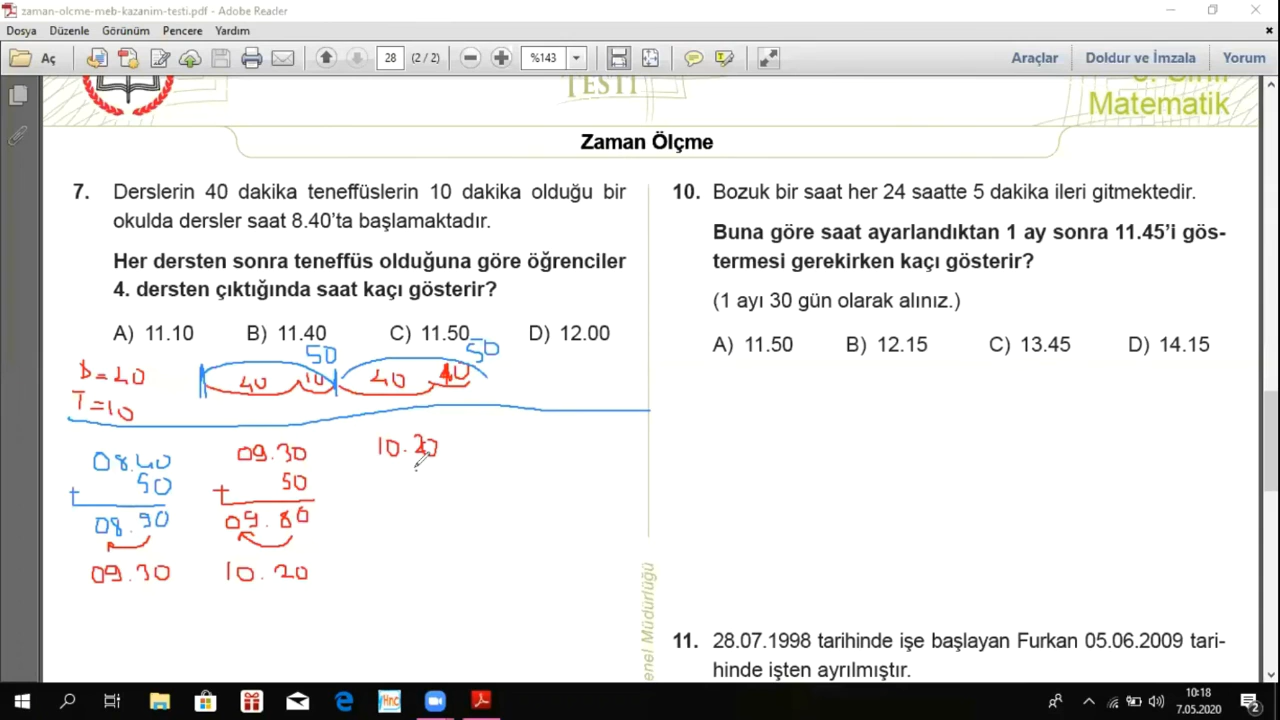 zaman-olcme-meb-kazanim-testi.pdf - Adobe Reader
Dosya Düzenle Görünüm Pencere Yardım
Aç 28 (2 / 2) %143 Araçlar Doldur ve İmzala Yorum
TESTİ
Matematik
Zaman Ölçme
7. Derslerin 40 dakika teneffüslerin 10 dakika olduğu bir
okulda dersler saat 8.40’ta başlamaktadır.
Her dersten sonra teneffüs olduğuna göre öğrenciler
4. dersten çıktığında saat kaçı gösterir?
A) 11.10 B) 11.40 C) 11.50 D) 12.00
50 50
D = 40 40 10 40 10
T = 10
08.40 09.30 10.20
+ 50 + 50
08.90 09.80
09.30 10.20
10. Bozuk bir saat her 24 saatte 5 dakika ileri gitmektedir.
Buna göre saat ayarlandıktan 1 ay sonra 11.45’i gös-
termesi gerekirken kaçı gösterir?
(1 ayı 30 gün olarak alınız.)
A) 11.50 B) 12.15 C) 13.45 D) 14.15
enel Müdürlüğü
11. 28.07.1998 tarihinde işe başlayan Furkan 05.06.2009 tari-
hinde işten ayrılmıştır.
Hnc
10:18
7.05.2020
2